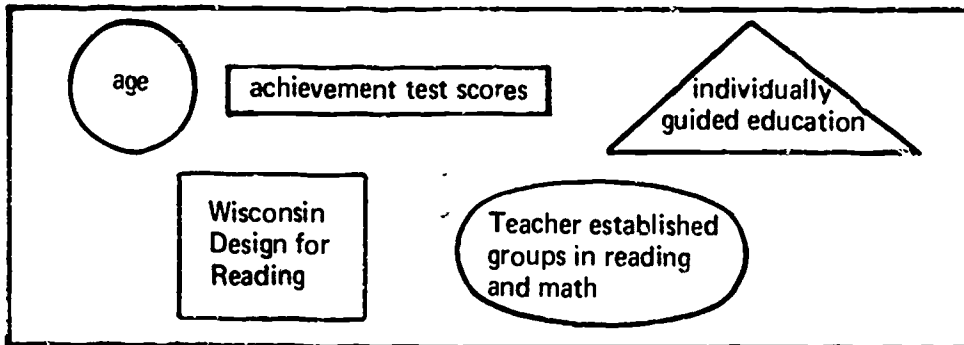 age
achievement test scores
individually
guided education
Wisconsin
Design for
Reading
Teacher established
groups in reading
and math